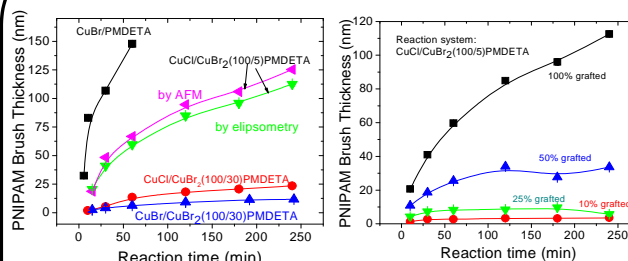 PNIPAM Brush Thickness (nm)
150
125
100
75
50
25
0
CuBr/PMDETA
CuCl/CuBr2(100/5)PMDETA
by AFM
by elipsometry
CuCl/CuBr2(100/30)PMDETA
CuBr/CuBr2(100/30)PMDETA
0 50 100 150 200 250
Reaction time (min)
PNIPAM Brush Thickness (nm)
120
100
80
60
40
20
0
Reaction system:
CuCl/CuBr2(100/5)PMDETA
100% grafted
50% grafted
25% grafted
10% grafted
0 50 100 150 200 250
Reaction time (min)